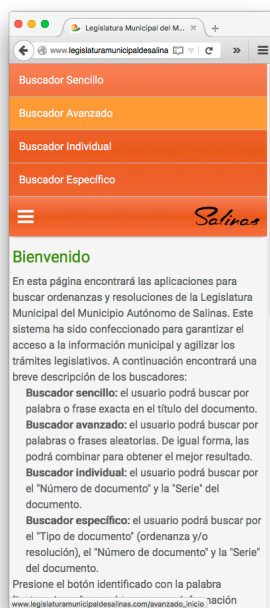 Legislatura Municipal del M...
www.legislaturamunicipaldesalina
Buscador Sencillo
Buscador Avanzado
Buscador Individual
Buscador Específico
Salinas
Bienvenido
En esta página encontrará las aplicaciones para
buscar ordenanzas y resoluciones de la Legislatura
Municipal del Municipio Autónomo de Salinas. Este
sistema ha sido confeccionado para garantizar el
acceso a la información municipal y agilizar los
trámites legislativos. A continuación encontrará una
breve descripción de los buscadores:
Buscador sencillo: el usuario podrá buscar por
palabra o frase exacta en el título del documento.
Buscador avanzado: el usuario podrá buscar por
palabras o frases aleatorias. De igual forma, las
podrá combinar para obtener el mejor resultado.
Buscador individual: el usuario podrá buscar por
el "Número de documento" y la "Serie" del
documento.
Buscador específico: el usuario podrá buscar por
el "Tipo de documento" (ordenanza y/o
resolución), el "Número de documento" y la "Serie"
del documento.
Presione el botón identificado con la palabra
www.legislaturamunicipaldesalinas.com/avanzado_inicio